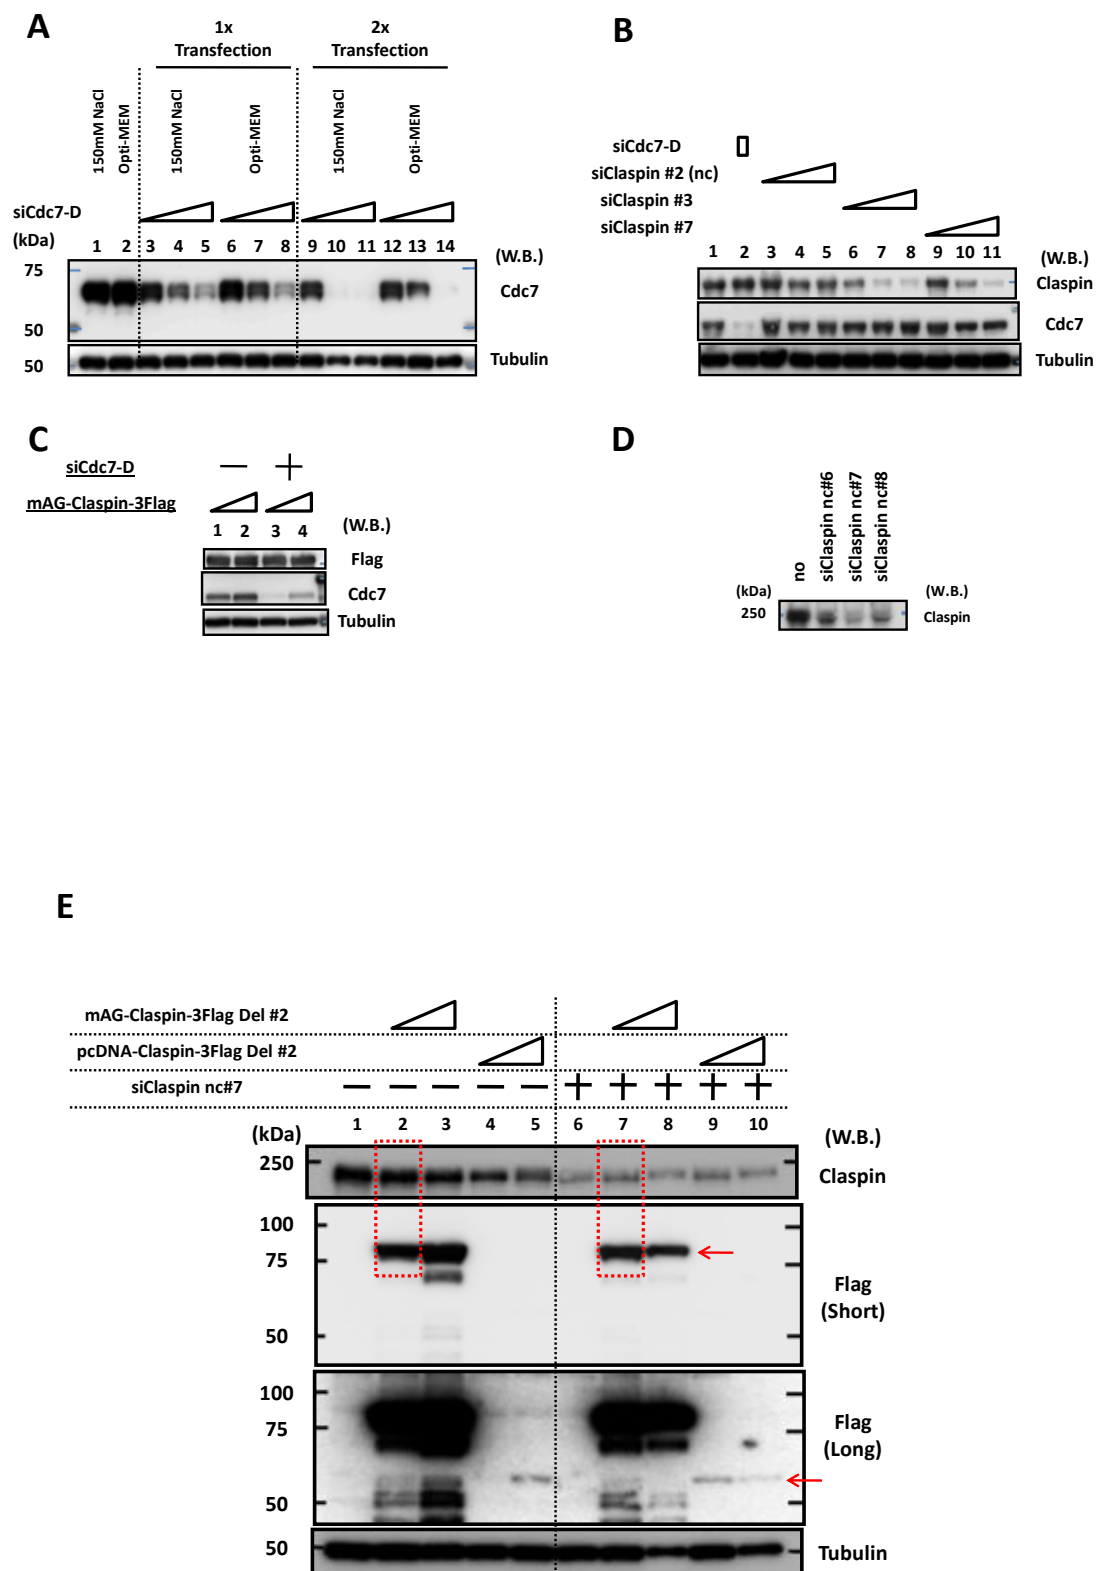 A
1x
Transfection
2x
Transfection
150mM NaCl
Opti-MEM
150mM NaCl
Opti-MEM
150mM NaCl
Opti-MEM
siCdc7-D
(kDa)
1 2 3 4 5 6 7 8 9 10 11 12 13 14
(W.B.)
75
Cdc7
50
50
Tubulin
B
siCdc7-D
siClaspin #2 (nc)
siClaspin #3
siClaspin #7
1 2 3 4 5 6 7 8 9 10 11
(W.B.)
Claspin
Cdc7
Tubulin
C
siCdc7-D
— +
mAG-Claspin-3Flag
1 2 3 4
(W.B.)
Flag
Cdc7
Tubulin
D
no
siClaspin nc#6
siClaspin nc#7
siClaspin nc#8
(kDa)
(W.B.)
250
Claspin
E
mAG-Claspin-3Flag Del #2
pcDNA-Claspin-3Flag Del #2
siClaspin nc#7
— — — — — + + + + +
1 2 3 4 5 6 7 8 9 10
(kDa)
(W.B.)
250
Claspin
100
75
Flag
(Short)
50
100
75
Flag
(Long)
50
50
Tubulin